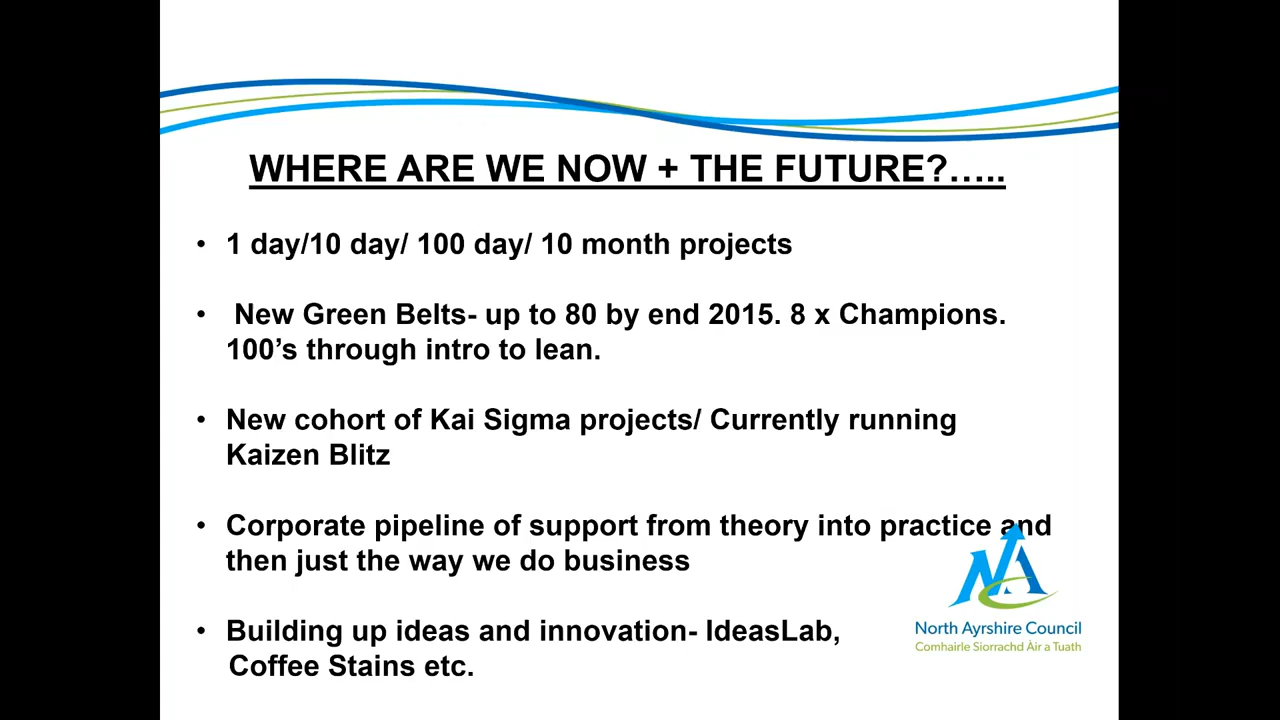 WHERE ARE WE NOW + THE FUTURE?…..
• 1 day/10 day/ 100 day/ 10 month projects
• New Green Belts- up to 80 by end 2015. 8 x Champions.
100’s through intro to lean.
• New cohort of Kai Sigma projects/ Currently running
Kaizen Blitz
• Corporate pipeline of support from theory into practice and
then just the way we do business
• Building up ideas and innovation- IdeasLab,
Coffee Stains etc.
NA
North Ayrshire Council
Comhairle Siorrachd Àir a Tuath